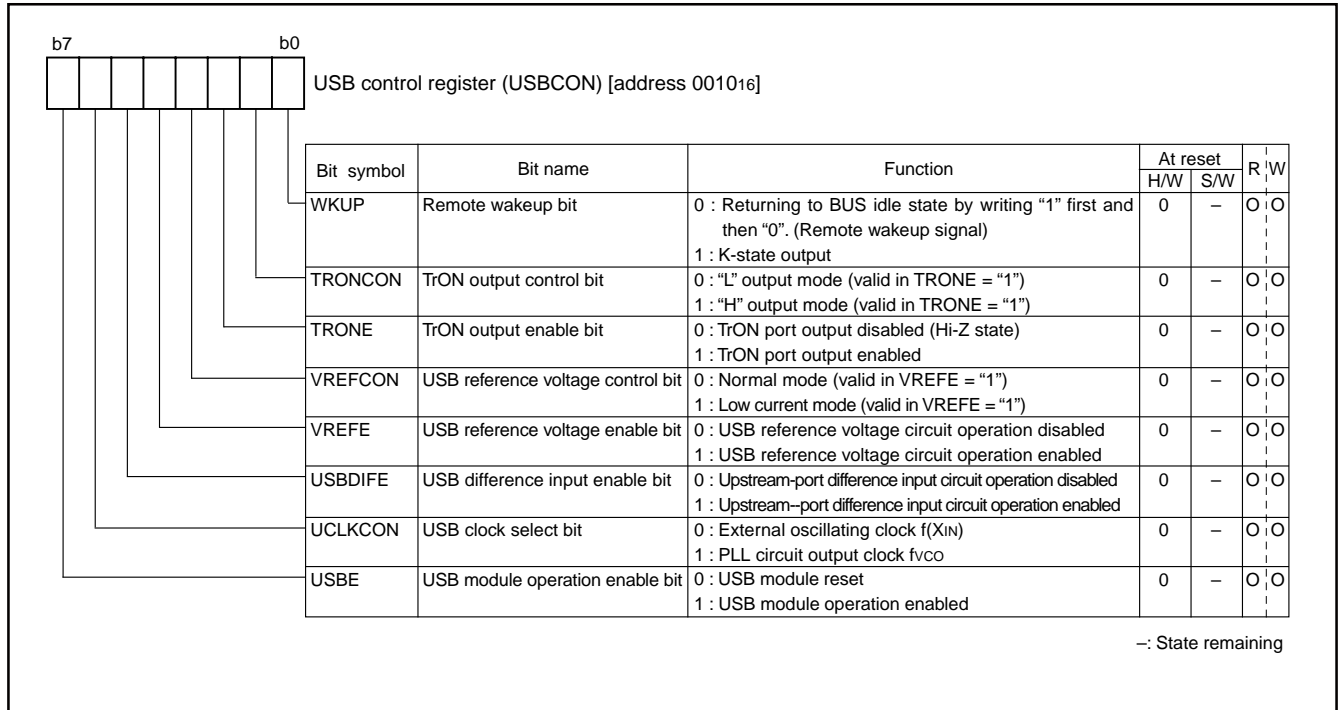 b7 b0
USB control register (USBCON) [address 001016]
Bit symbol Bit name Function At reset R W
H/W S/W
WKUP Remote wakeup bit 0 : Returning to BUS idle state by writing “1” first and 0 – O O
then “0”. (Remote wakeup signal)
1 : K-state output
TRONCON TrON output control bit 0 : “L” output mode (valid in TRONE = “1”) 0 – O O
1 : “H” output mode (valid in TRONE = “1”)
TRONE TrON output enable bit 0 : TrON port output disabled (Hi-Z state) 0 – O O
1 : TrON port output enabled
VREFCON USB reference voltage control bit 0 : Normal mode (valid in VREFE = “1”) 0 – O O
1 : Low current mode (valid in VREFE = “1”)
VREFE USB reference voltage enable bit 0 : USB reference voltage circuit operation disabled 0 – O O
1 : USB reference voltage circuit operation enabled
USBDIFE USB difference input enable bit 0 : Upstream-port difference input circuit operation disabled 0 – O O
1 : Upstream--port difference input circuit operation enabled
UCLKCON USB clock select bit 0 : External oscillating clock f(XIN) 0 – O O
1 : PLL circuit output clock fVCO
USBE USB module operation enable bit 0 : USB module reset 0 – O O
1 : USB module operation enabled
–: State remaining